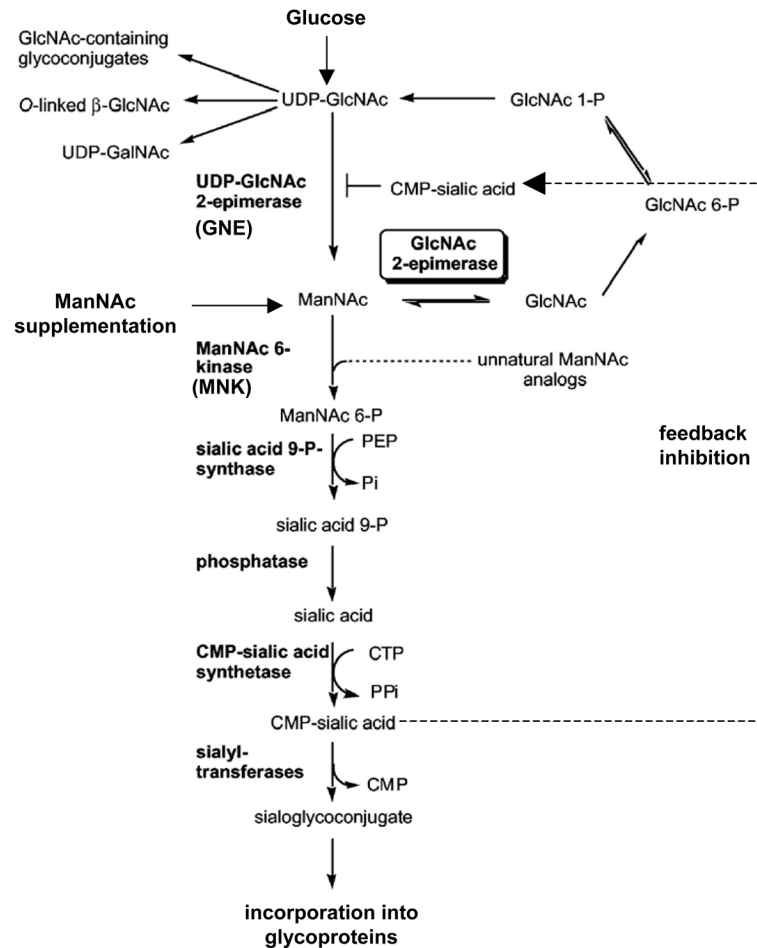 Glucose
GlcNAc-containing
glycoconjugates
O-linked β-GlcNAc
UDP-GalNAc
UDP-GlcNAc
GlcNAc 1-P
UDP-GlcNAc
2-epimerase
(GNE)
CMP-sialic acid
GlcNAc 6-P
GlcNAc
2-epimerase
ManNAc
supplementation
ManNAc
GlcNAc
ManNAc 6-
kinase
(MNK)
unnatural ManNAc
analogs
ManNAc 6-P
sialic acid 9-P-
synthase
PEP
Pi
feedback
inhibition
sialic acid 9-P
phosphatase
sialic acid
CMP-sialic acid
synthetase
CTP
PPi
CMP-sialic acid
sialyl-
transferases
CMP
sialoglycoconjugate
incorporation into
glycoproteins